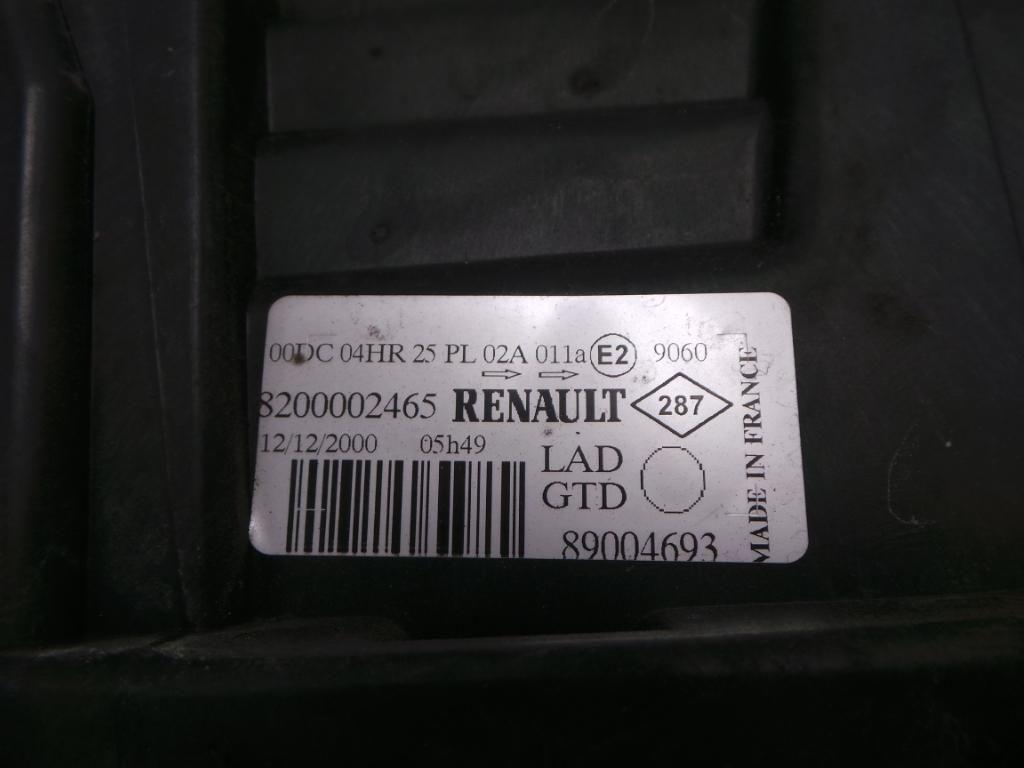 00DC 04HR 25 PL 02A 011a E2 9060
8200002465 RENAULT 287
12/12/2000 05h49
LAD
GTD
89004693
MADE IN FRANCE